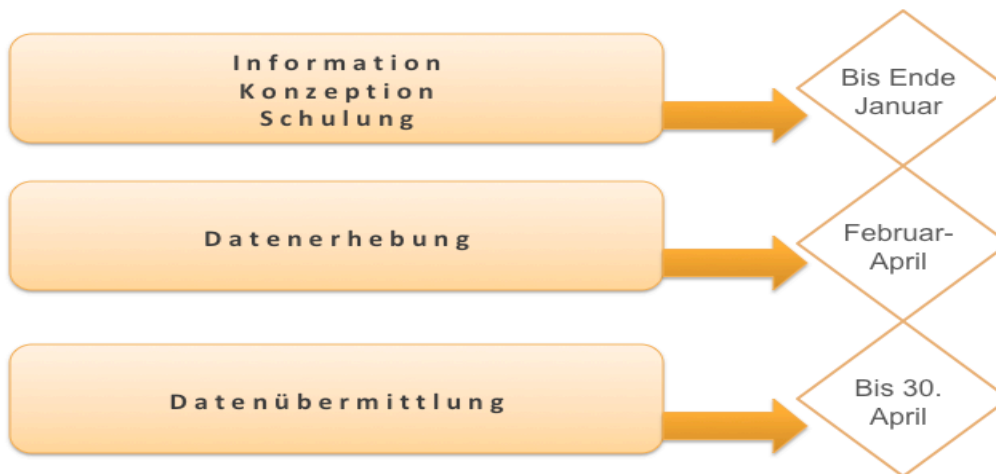 Information
Konzeption
Schulung
Bis Ende
Januar
Datenerhebung
Februar-
April
Datenübermittlung
Bis 30.
April